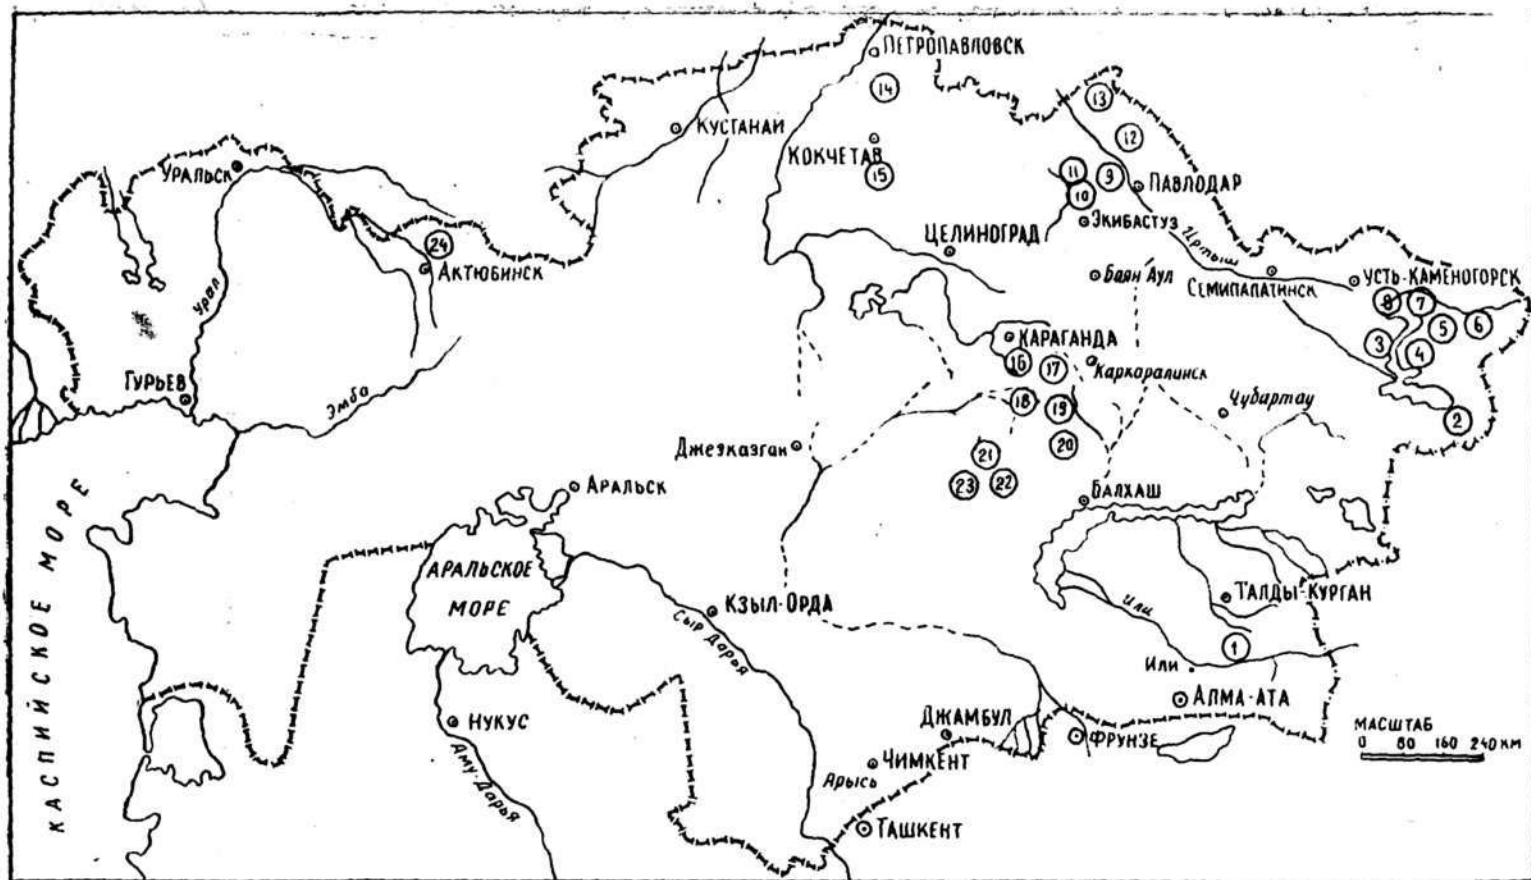 ПЕТРОПАВЛОВСК
14
13
КУСТАНАЙ
12
КОКЧЕТАВ
15
11
9
10
ПАВЛОДАР
УРАЛЬСК
ЭКИБАСТУЗ
24
АКТЮБИНСК
ЦЕЛИНОГРАД
Иртыш
Баян Аул
СЕМИПАЛАТИНСК
УСТЬ-КАМЕНОГОРСК
8
7
5
6
3
4
Урал
КАРАГАНДА
16
17
Каркаралинск
ГУРЬЕВ
Эмба
18
19
Чубартау
2
20
Джезказган
21
23
22
АРАЛЬСК
БАЛХАШ
КАСПИЙСКОЕ МОРЕ
АРАЛЬСКОЕ
МОРЕ
КЗЫЛ-ОРДА
СЫР ДАРЬЯ
ТАЛДЫ-КУРГАН
Или
1
Или
АЛМА-АТА
НУКУС
Аму-Дарья
ДЖАМБУЛ
ФРУНЗЕ
МАСШТАБ
0 80 160 240 КМ
ЧИМКЕНТ
Арысь
ТАШКЕНТ